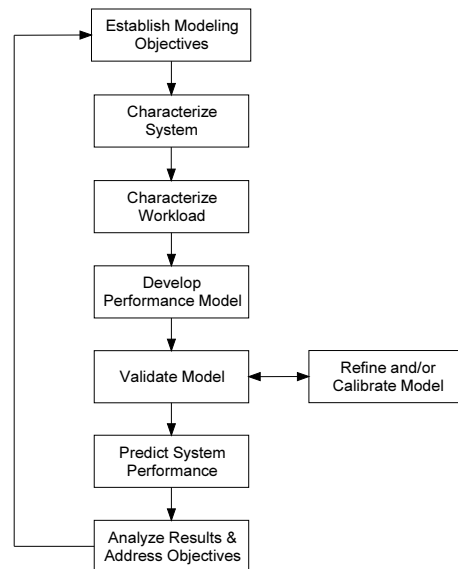 Establish Modeling
Objectives
Characterize
System
Characterize
Workload
Develop
Performance Model
Validate Model
Refine and/or
Calibrate Model
Predict System
Performance
Analyze Results &
Address Objectives